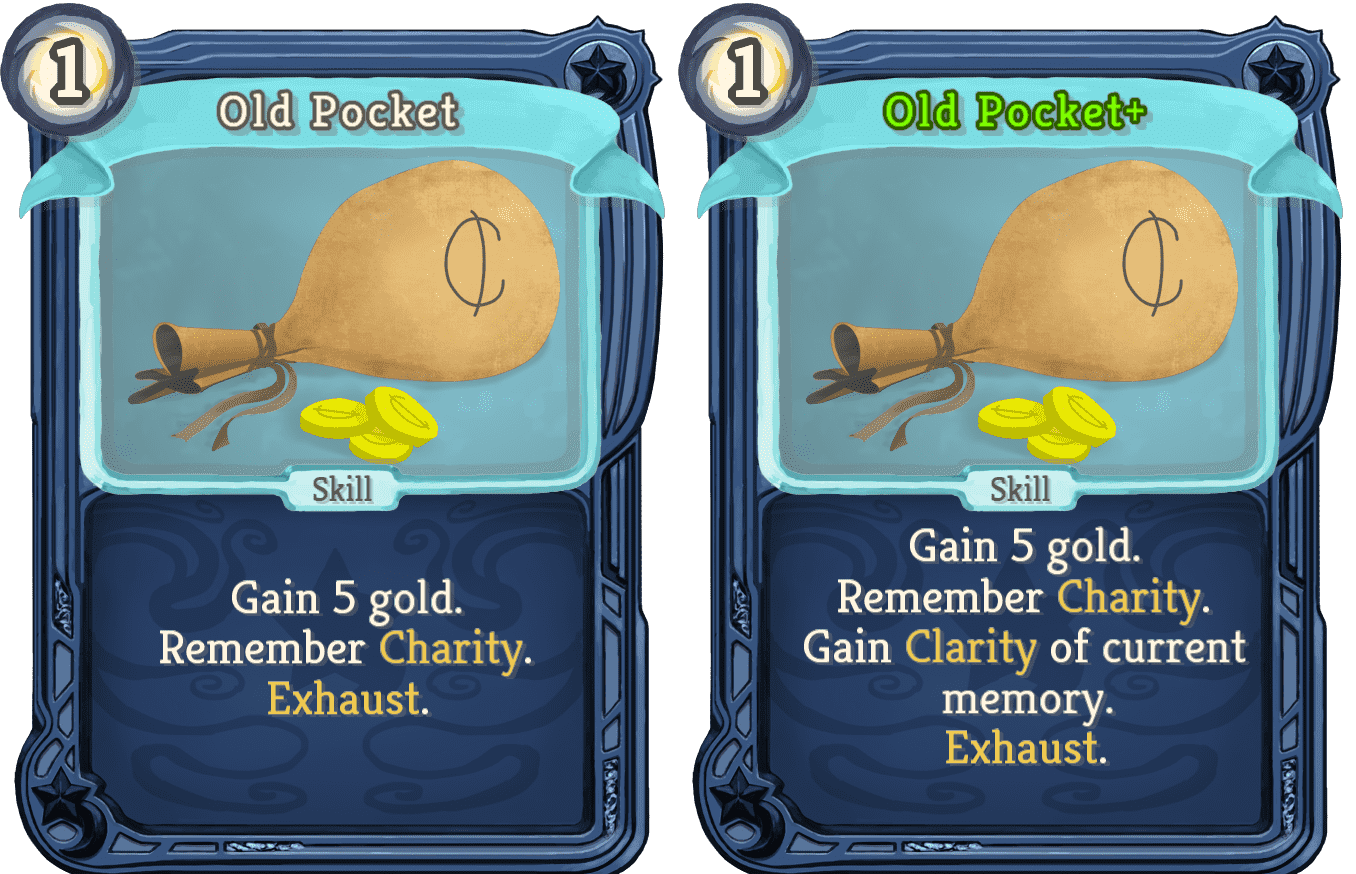 1
Old Pocket
₵
Skill
Gain 5 gold.
Remember Charity.
Exhaust.
1
Old Pocket+
₵
Skill
Gain 5 gold.
Remember Charity.
Gain Clarity of current
memory.
Exhaust.